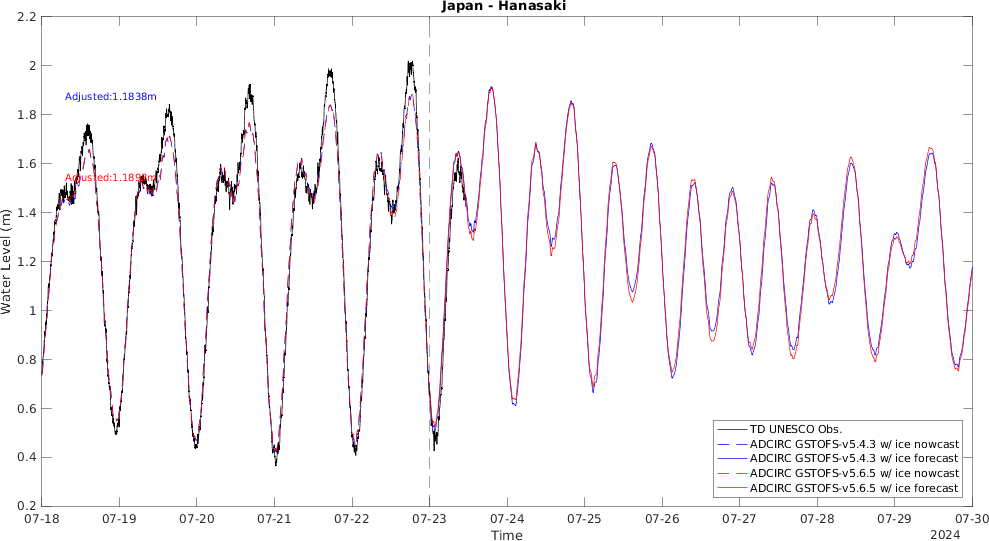 Japan - Hanasaki
2.2
2
1.8
1.6
1.4
1.2
1
0.8
0.6
0.4
0.2
Water Level (m)
Adjusted:1.1838m
TD UNESCO Obs.
ADCIRC GSTOFS-v5.4.3 w/ ice nowcast
ADCIRC GSTOFS-v5.4.3 w/ ice forecast
ADCIRC GSTOFS-v5.6.5 w/ ice nowcast
ADCIRC GSTOFS-v5.6.5 w/ ice forecast
07-18 07-19 07-20 07-21 07-22 07-23 07-24 07-25 07-26 07-27 07-28 07-29 07-30
Time
2024